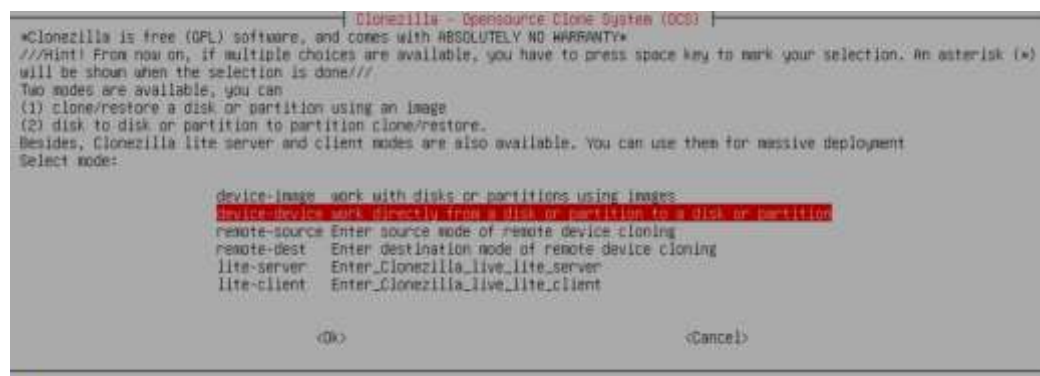 Clonezilla - Opensource Clone System (OCS)
*Clonezilla is free (GPL) software, and comes with ABSOLUTELY NO WARRANTY*
///Hint! From now on, if multiple choices are available, you have to press space key to mark your selection. An asterisk (*)
will be shown when the selection is done///
Two modes are available, you can
(1) clone/restore a disk or partition using an image
(2) disk to disk or partition to partition clone/restore.
Besides, Clonezilla lite server and client modes are also available. You can use them for massive deployment
Select mode:
device-image work with disks or partitions using images
device-device work directly from a disk or partition to a disk or partition
remote-source Enter source mode of remote device cloning
remote-dest Enter destination mode of remote device cloning
lite-server Enter_Clonezilla_live_lite_server
lite-client Enter_Clonezilla_live_lite_client
<Ok> <Cancel>